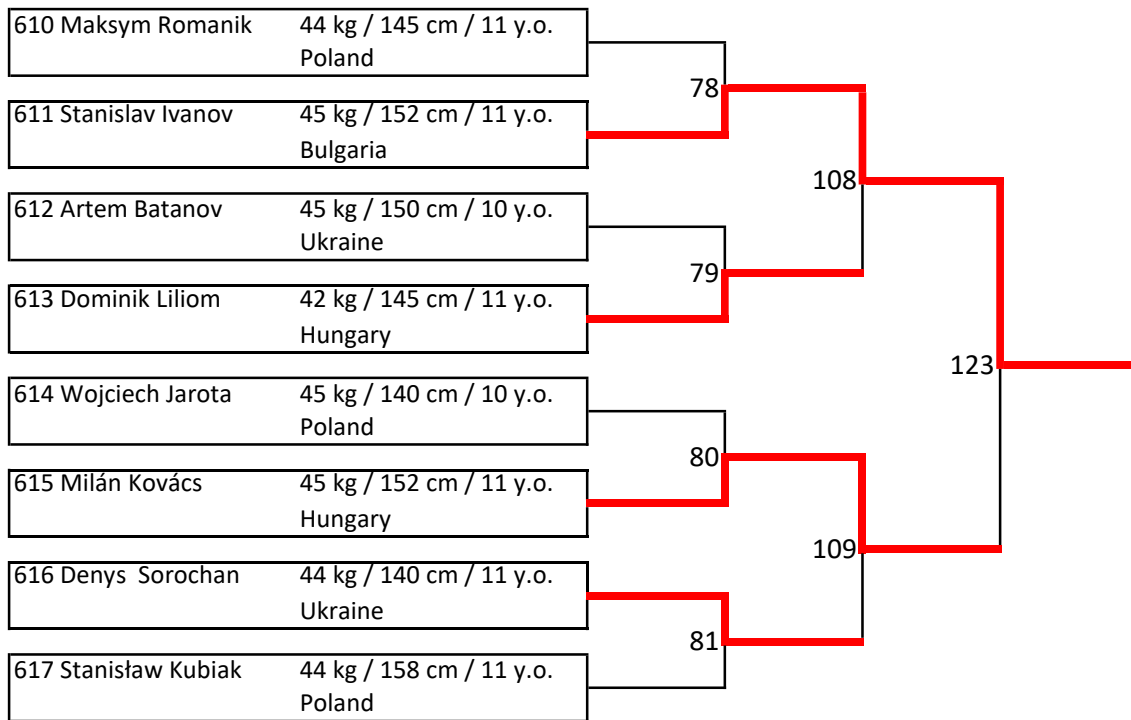 610 Maksym Romanik 44 kg / 145 cm / 11 y.o.
Poland
78
611 Stanislav Ivanov 45 kg / 152 cm / 11 y.o.
Bulgaria
108
612 Artem Batanov 45 kg / 150 cm / 10 y.o.
Ukraine
79
613 Dominik Liliom 42 kg / 145 cm / 11 y.o.
Hungary
123
614 Wojciech Jarota 45 kg / 140 cm / 10 y.o.
Poland
80
615 Milán Kovács 45 kg / 152 cm / 11 y.o.
Hungary
109
616 Denys  Sorochan 44 kg / 140 cm / 11 y.o.
Ukraine
81
617 Stanisław Kubiak 44 kg / 158 cm / 11 y.o.
Poland